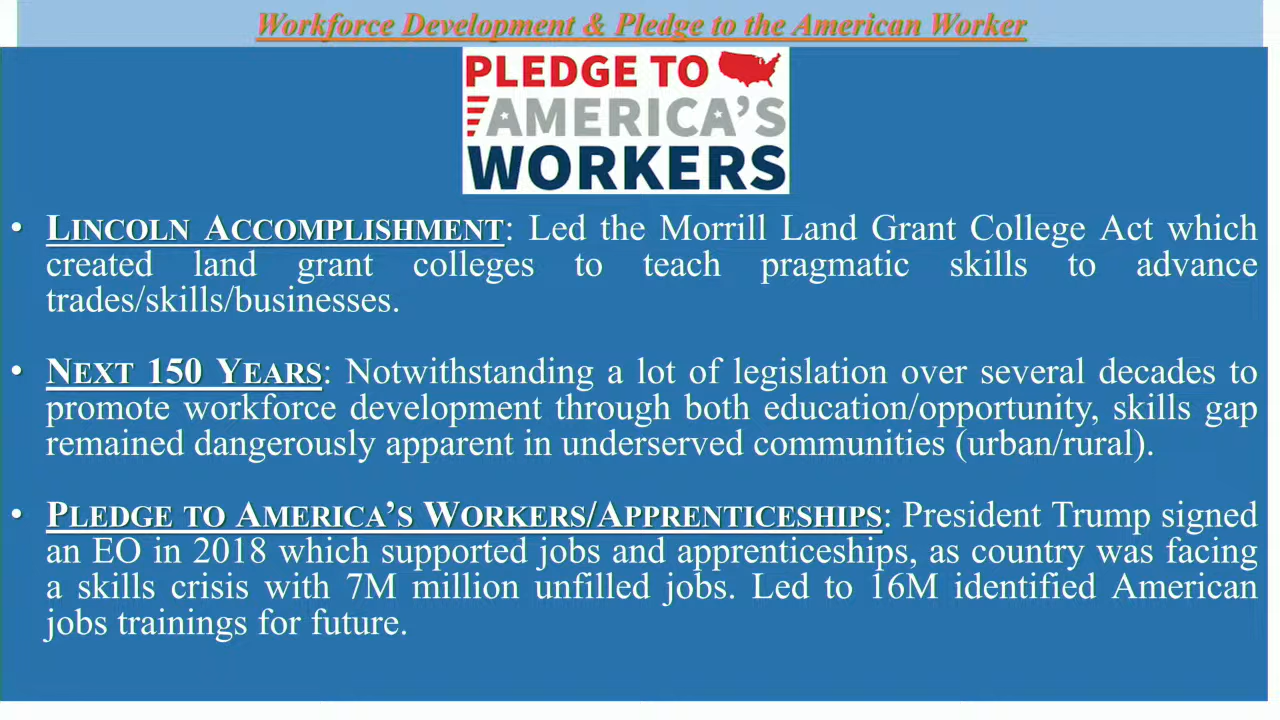 Workforce Development & Pledge to the American Worker
PLEDGE TO
AMERICA'S
WORKERS
• LINCOLN ACCOMPLISHMENT: Led the Morrill Land Grant College Act which
created land grant colleges to teach pragmatic skills to advance
trades/skills/businesses.
• NEXT 150 YEARS: Notwithstanding a lot of legislation over several decades to
promote workforce development through both education/opportunity, skills gap
remained dangerously apparent in underserved communities (urban/rural).
• PLEDGE TO AMERICA'S WORKERS/APPRENTICESHIPS: President Trump signed
an EO in 2018 which supported jobs and apprenticeships, as country was facing
a skills crisis with 7M million unfilled jobs. Led to 16M identified American
jobs trainings for future.